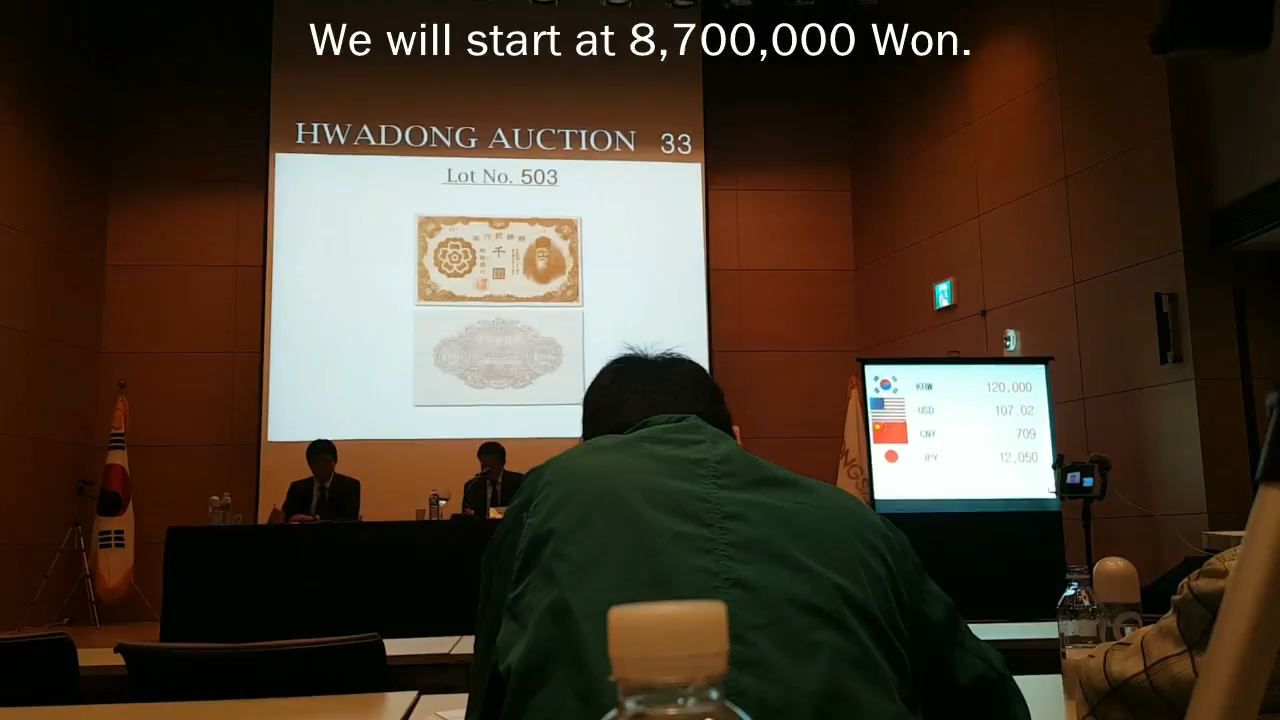 We will start at 8,700,000 Won.
HWADONG AUCTION 33
Lot No. 503
千
圓
KRW 120,000
USD 107.02
CNY 709
JPY 12,050